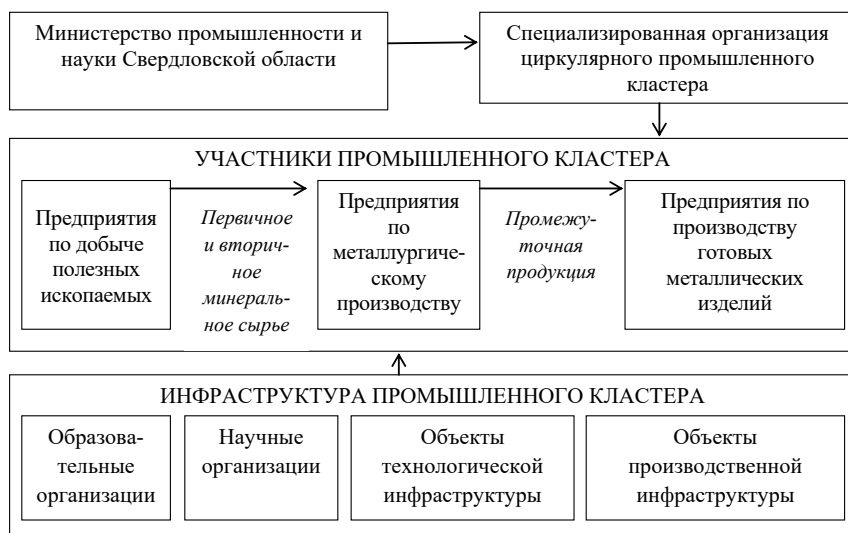 Министерство промышленности и
науки Свердловской области
Специализированная организация
циркулярного промышленного
кластера
УЧАСТНИКИ ПРОМЫШЛЕННОГО КЛАСТЕРА
Предприятия
по добыче
полезных
ископаемых
Первичное
и вторич-
ное
минераль-
ное сырье
Предприятия
по
металлургиче-
скому
производству
Промежу-
точная
продукция
Предприятия по
производству
готовых
металлических
изделий
ИНФРАСТРУКТУРА ПРОМЫШЛЕННОГО КЛАСТЕРА
Образова-
тельные
организации
Научные
организации
Объекты
технологической
инфраструктуры
Объекты
производственной
инфраструктуры